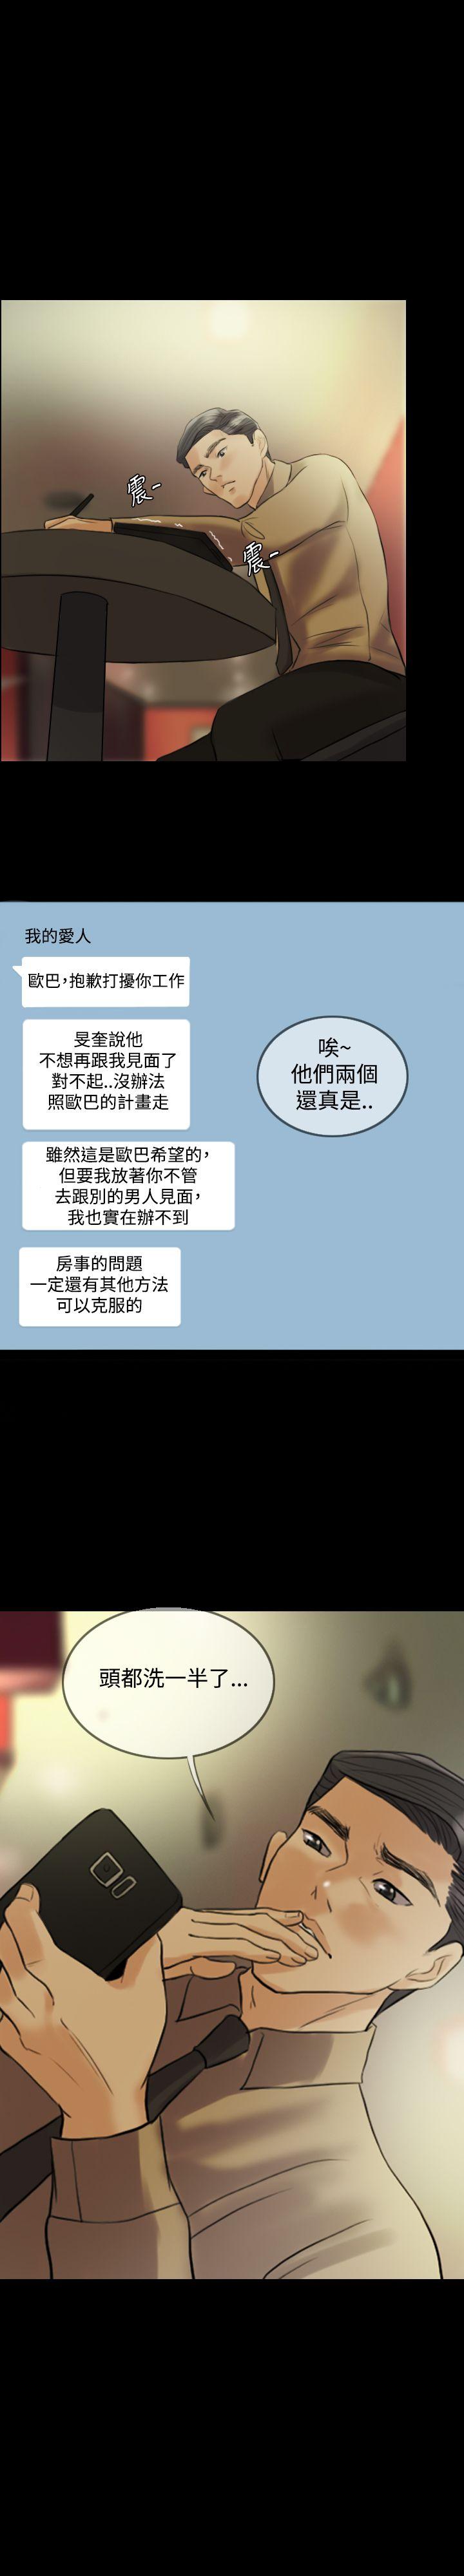 震~
震~
我的愛人
歐巴,抱歉打擾你工作
旻奎說他
不想再跟我見面了
對不起..沒辦法
照歐巴的計畫走
唉~
他們兩個
還真是..
雖然這是歐巴希望的,
但要我放著你不管
去跟別的男人見面,
我也實在辦不到
房事的問題
一定還有其他方法
可以克服的
頭都洗一半了...